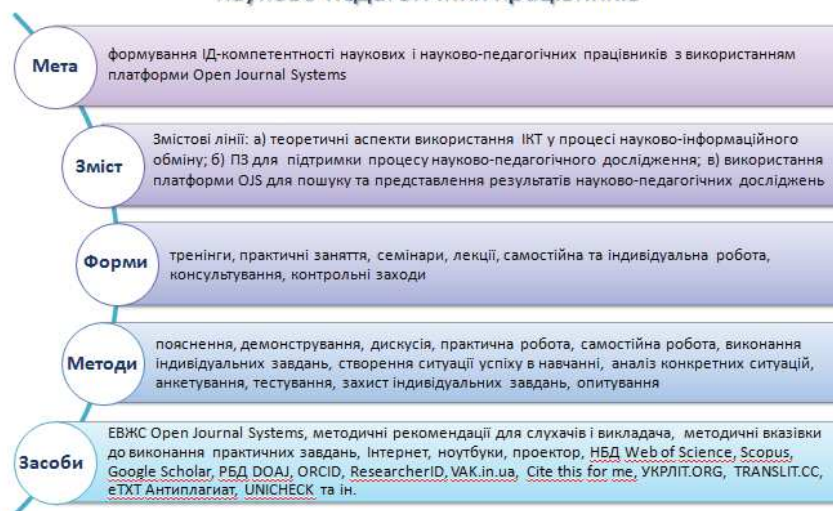 науково-педагогічних працівників
Мета
формування ІД-компетентності наукових і науково-педагогічних працівників з використанням
платформи Open Journal Systems
Зміст
Змістові лінії: а) теоретичні аспекти використання ІКТ у процесі науково-інформаційного
обміну; б) ПЗ для підтримки процесу науково-педагогічного дослідження; в) використання
платформи OJS для пошуку та представлення результатів науково-педагогічних досліджень
Форми
тренінги, практичні заняття, семінари, лекції, самостійна та індивідуальна робота,
консультування, контрольні заходи
Методи
пояснення, демонстрування, дискусія, практична робота, самостійна робота, виконання
індивідуальних завдань, створення ситуації успіху в навчанні, аналіз конкретних ситуацій,
анкетування, тестування, захист індивідуальних завдань, опитування
Засоби
ЕВЖС Open Journal Systems, методичні рекомендації для слухачів і викладача, методичні вказівки
до виконання практичних завдань, Інтернет, ноутбуки, проектор, НБД Web of Science, Scopus,
Google Scholar, РБД DOAJ, ORCID, ResearcherID, VAK.in.ua, Cite this for me, УКРЛІТ.ORG, TRANSLIT.CC,
eTXT Антиплагиат, UNICHECK та ін.